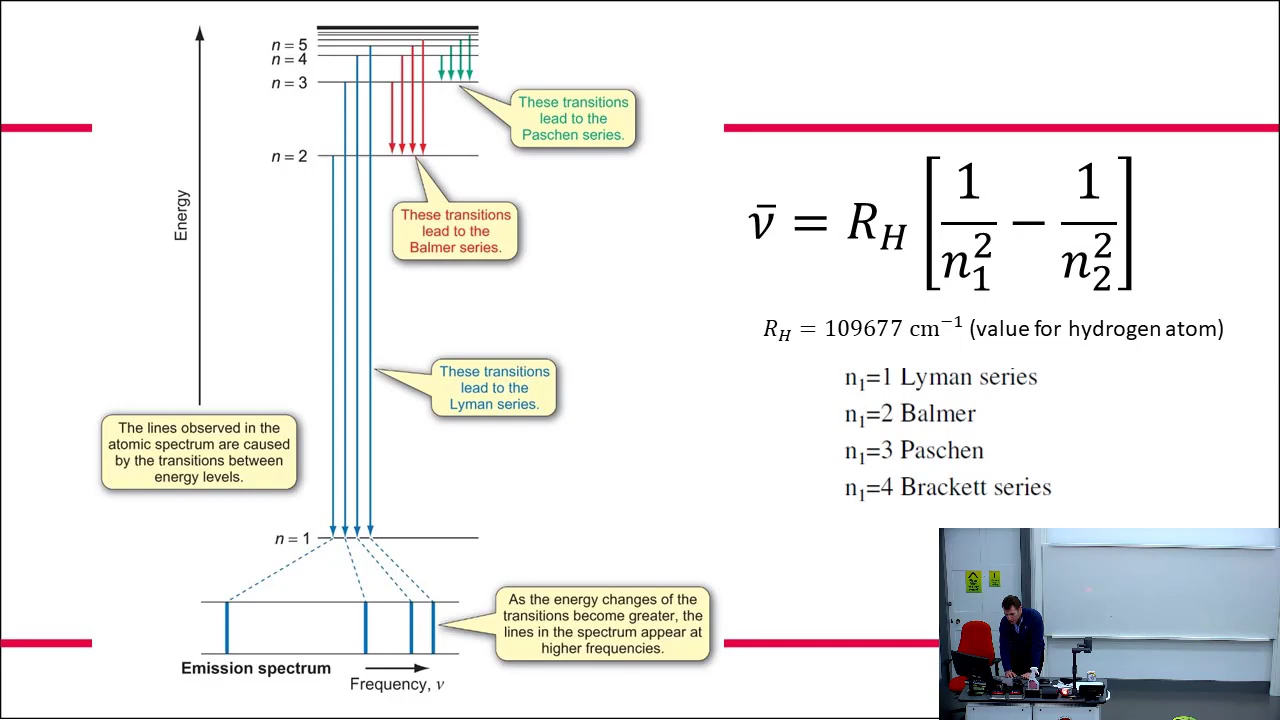 n = 5
n = 4
n = 3
These transitions
lead to the
Paschen series.
n = 2
Energy
These transitions
lead to the
Balmer series.
These transitions
lead to the
Lyman series.
The lines observed in the
atomic spectrum are caused
by the transitions between
energy levels.
n = 1
As the energy changes of the
transitions become greater, the
lines in the spectrum appear at
higher frequencies.
Emission spectrum
Frequency, ν
ν̄ = R_H [1/n₁² − 1/n₂²]
R_H = 109677 cm⁻¹ (value for hydrogen atom)
n₁=1 Lyman series
n₁=2 Balmer
n₁=3 Paschen
n₁=4 Brackett series